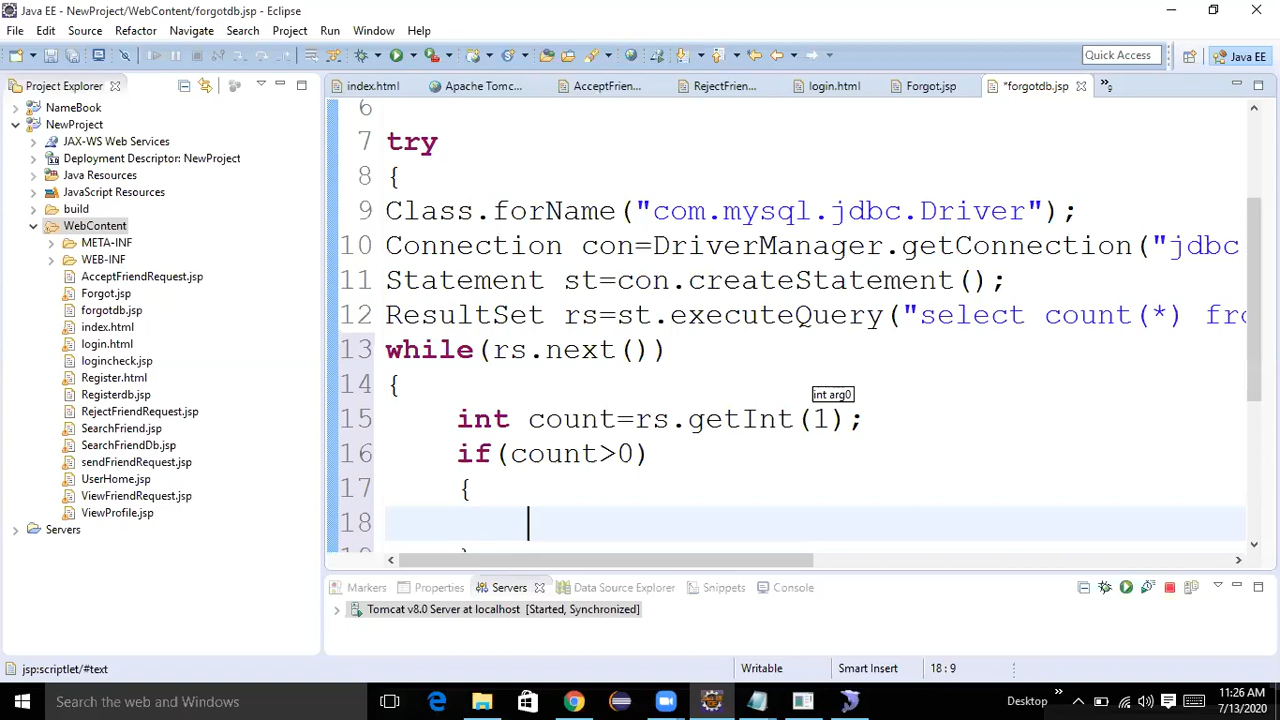 Java EE - NewProject/WebContent/forgotdb.jsp - Eclipse
File Edit Source Refactor Navigate Search Project Run Window Help
Quick Access
Java EE
Project Explorer
NameBook
NewProject
JAX-WS Web Services
Deployment Descriptor: NewProject
Java Resources
JavaScript Resources
build
WebContent
META-INF
WEB-INF
AcceptFriendRequest.jsp
Forgot.jsp
forgotdb.jsp
index.html
login.html
logincheck.jsp
Register.html
Registerdb.jsp
RejectFriendRequest.jsp
SearchFriend.jsp
SearchFriendDb.jsp
sendFriendRequest.jsp
UserHome.jsp
ViewFriendRequest.jsp
ViewProfile.jsp
Servers
index.html Apache Tomc... AcceptFrien... RejectFrien... login.html Forgot.jsp *forgotdb.jsp »9
6
7 try
8 {
9 Class.forName("com.mysql.jdbc.Driver");
10 Connection con=DriverManager.getConnection("jdbc
11 Statement st=con.createStatement();
12 ResultSet rs=st.executeQuery("select count(*) fro
13 while(rs.next())
14 {
int arg0
15 int count=rs.getInt(1);
16 if(count>0)
17 {
18
Markers Properties Servers Data Source Explorer Snippets Console
Tomcat v8.0 Server at localhost [Started, Synchronized]
jsp:scriptlet/#text Writable Smart Insert 18 : 9
Search the web and Windows
Desktop
11:26 AM
7/13/2020